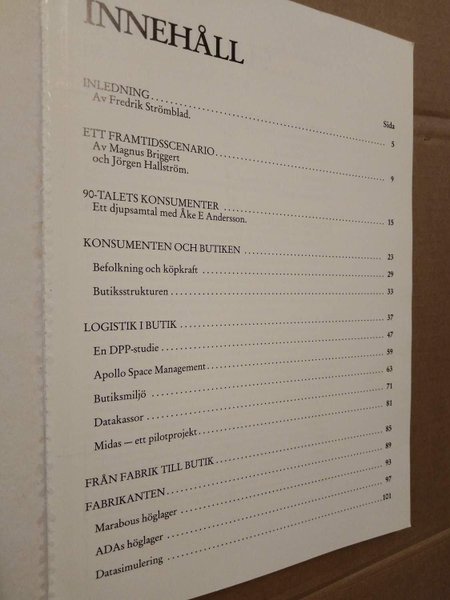 INNEHÅLL
Sida
INLEDNING........................ 5
Av Fredrik Strömblad.
ETT FRAMTIDSSCENARIO........................ 9
Av Magnus Briggert
och Jörgen Hallström.
90-TALETS KONSUMENTER ........................ 15
Ett djupsamtal med Åke E Andersson.
KONSUMENTEN OCH BUTIKEN ........................ 23
Befolkning och köpkraft ........................ 29
Butiksstrukturen ........................ 33
LOGISTIK I BUTIK ........................ 37
En DPP-studie ........................ 47
Apollo Space Management........................ 59
Butiksmiljö ........................ 63
Datakassor ........................ 71
Midas — ett pilotprojekt........................ 81
FRÅN FABRIK TILL BUTIK ........................ 85
FABRIKANTEN ........................ 89
Marabous höglager ........................ 93
ADAs höglager ........................ 97
Datasimulering ........................ 101